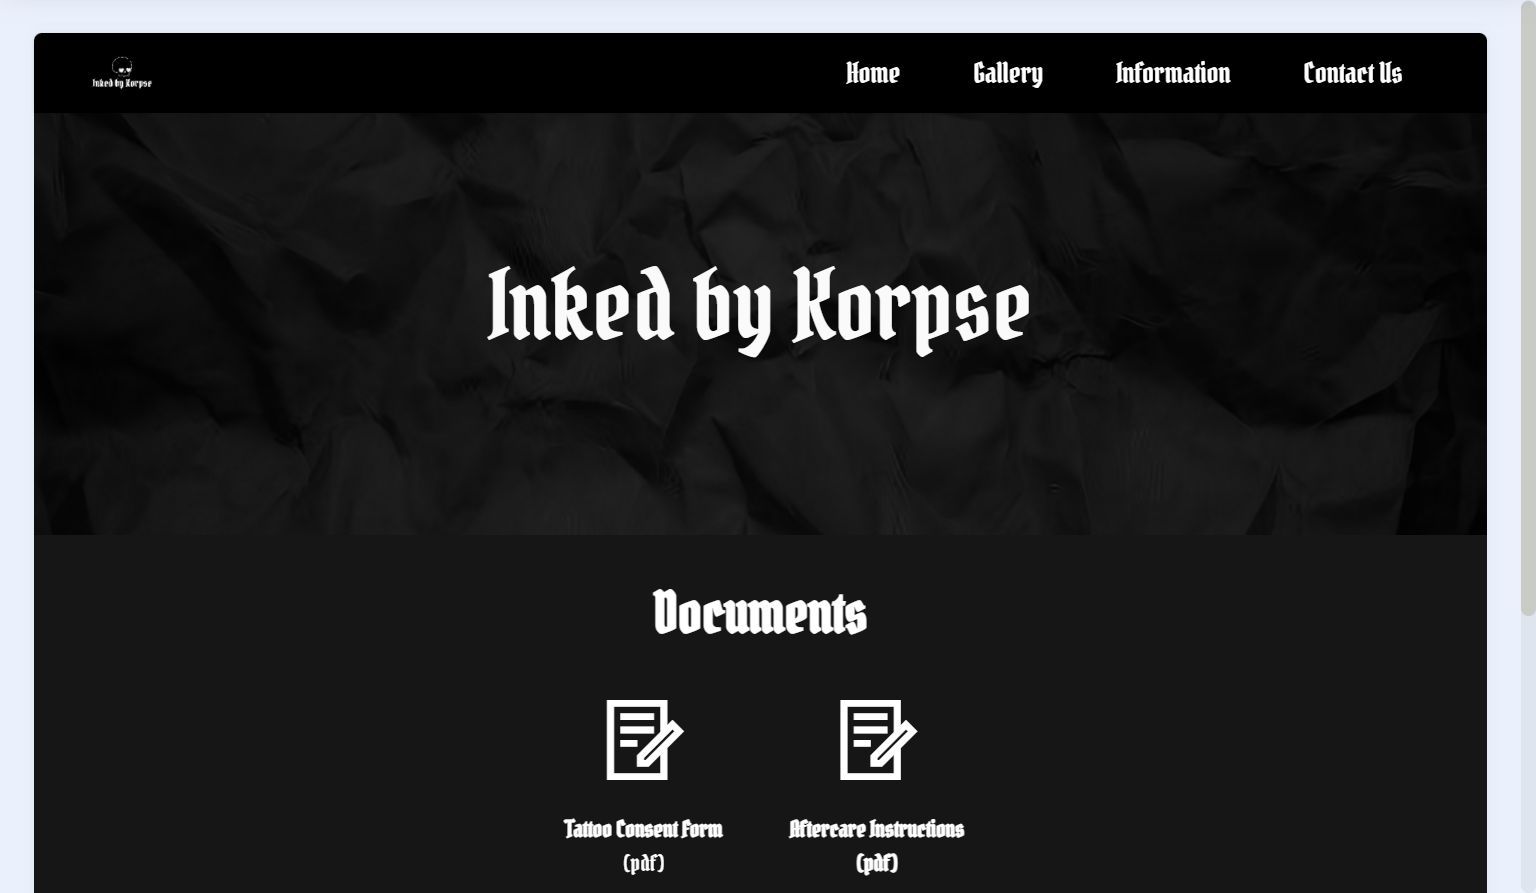 Inked by Korpse
Home Gallery Information Contact Us
Inked by Korpse
Documents
Tattoo Consent Form
(pdf)
Aftercare Instructions
(pdf)